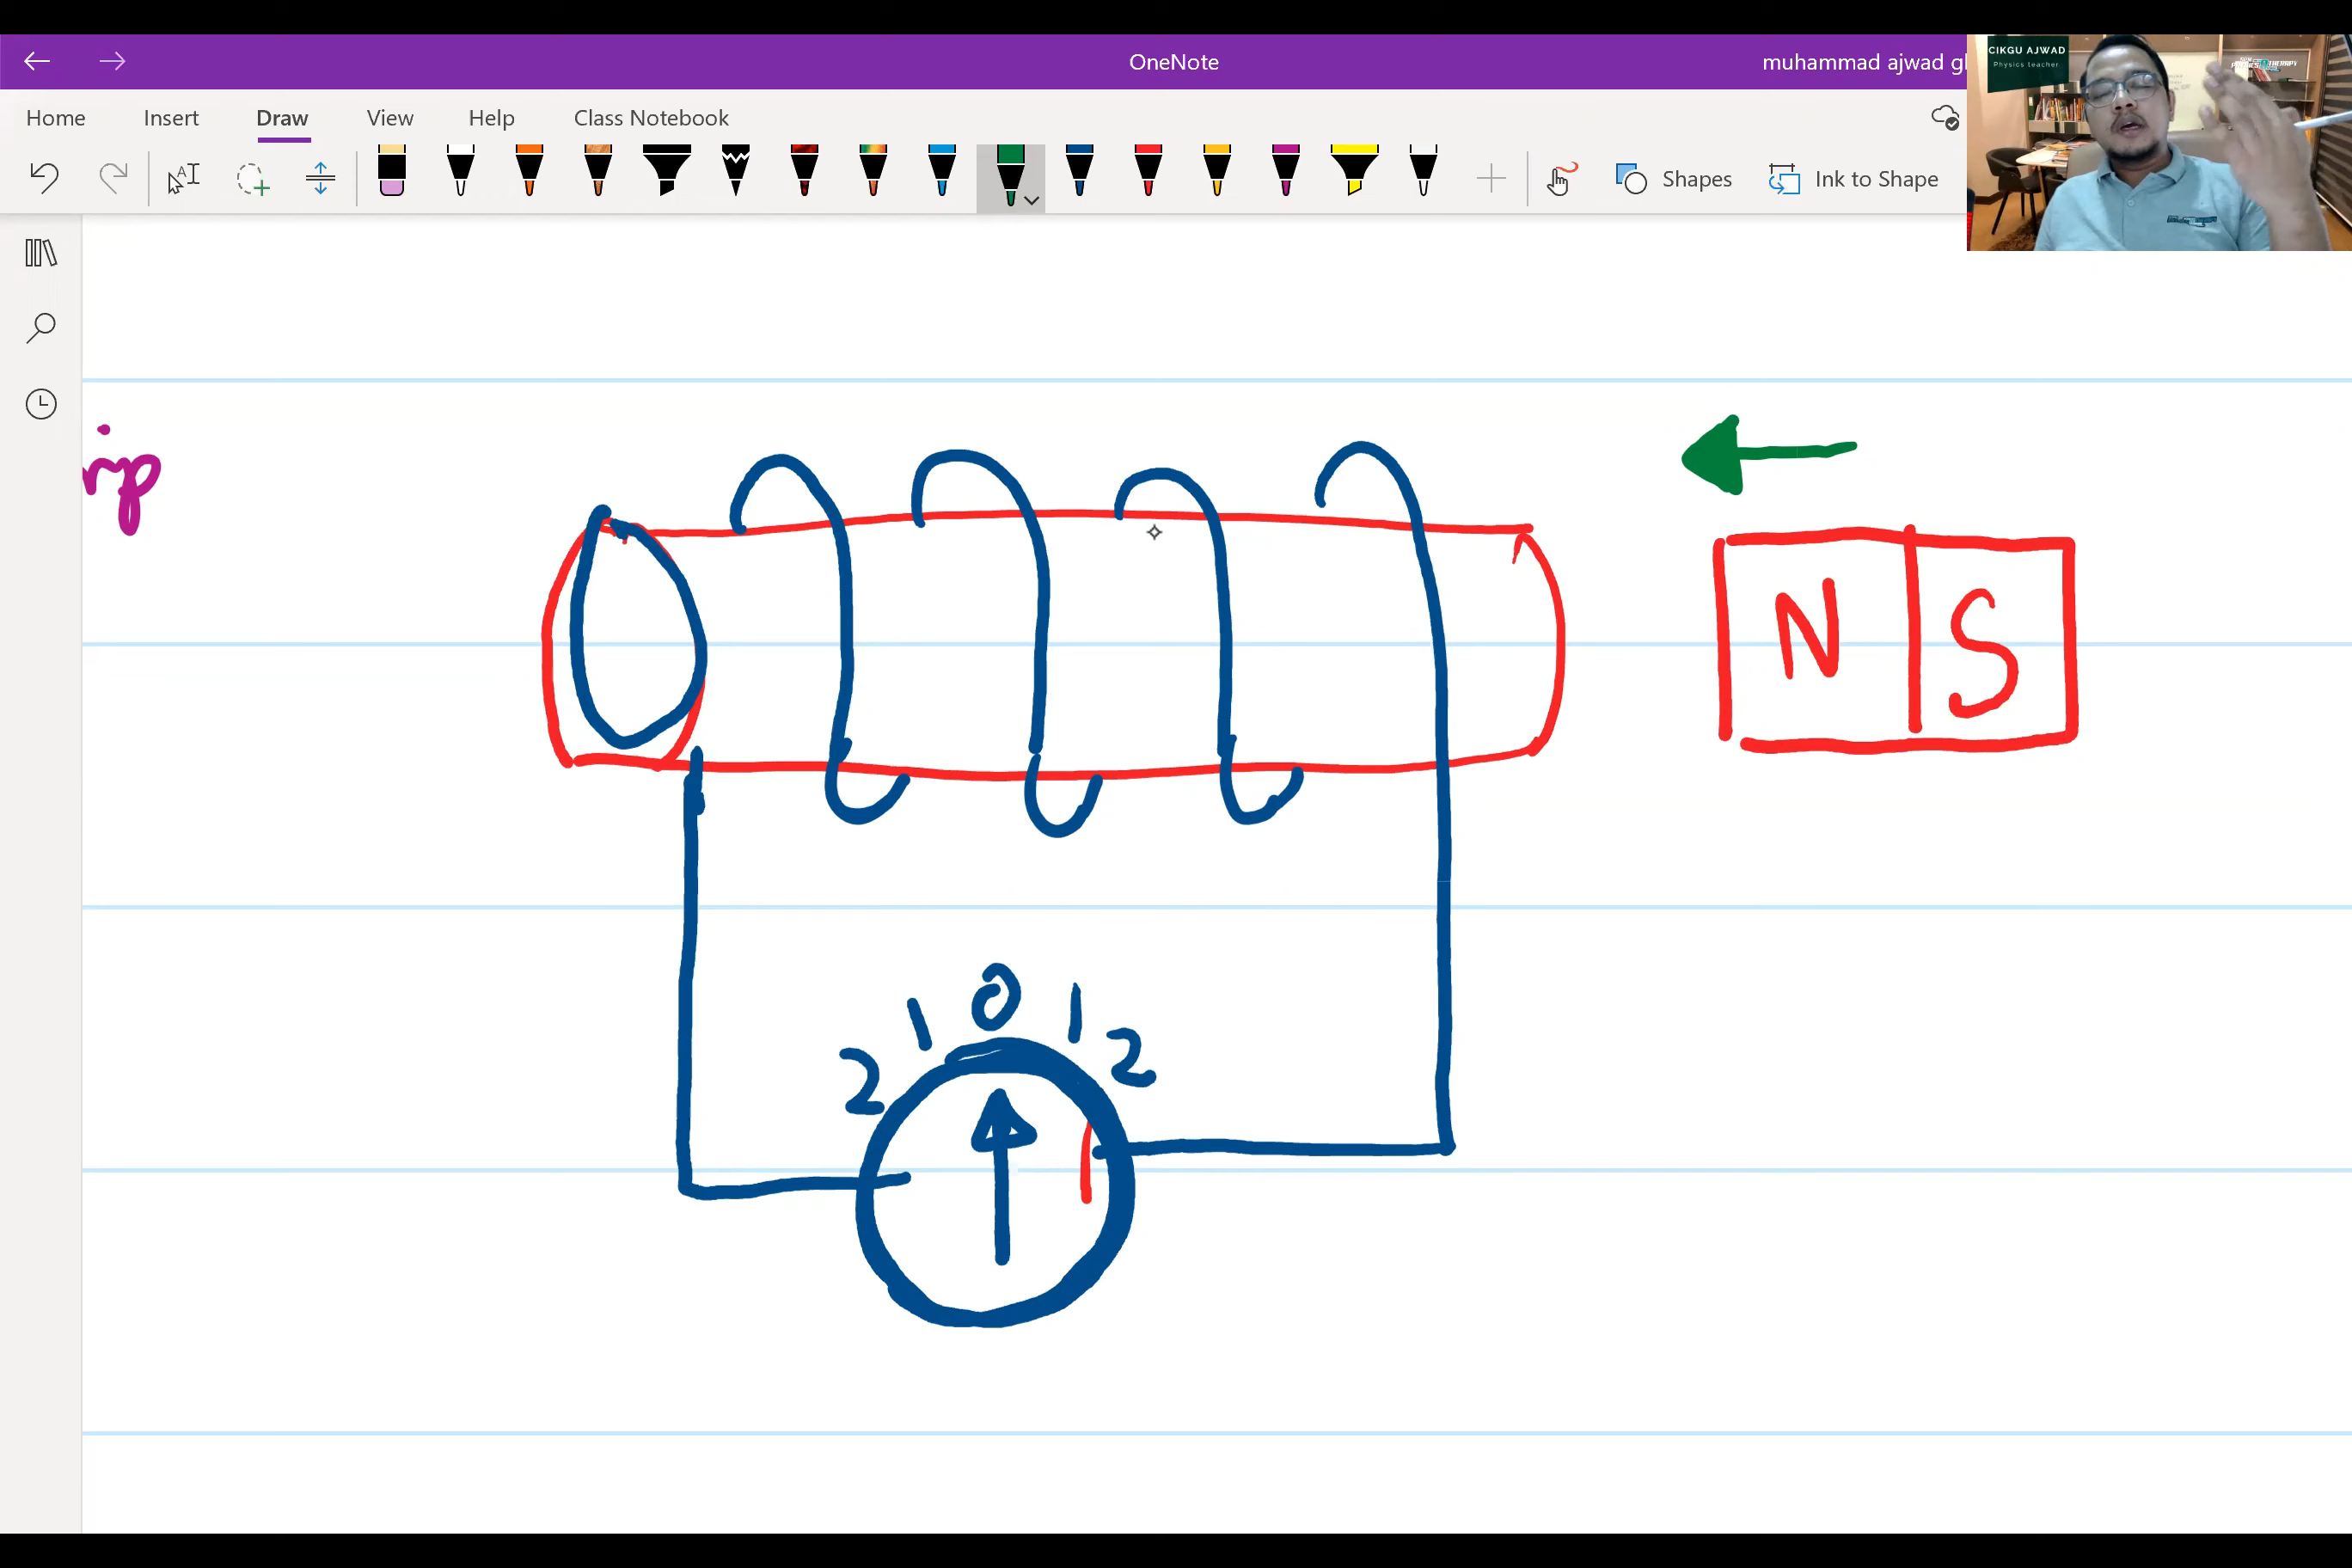 OneNote
muhammad ajwad gl
CIKGU AJWAD
Physics teacher
Home Insert Draw View Help Class Notebook
Shapes Ink to Shape
ip
N S
2 1 0 1 2